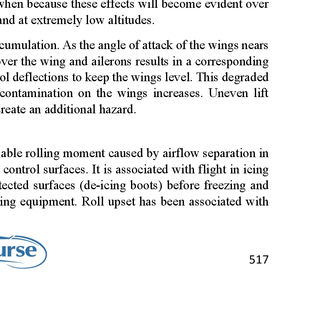 when because these effects will become evident over
and at extremely low altitudes.
cumulation. As the angle of attack of the wings nears
ver the wing and ailerons results in a corresponding
ol deflections to keep the wings level. This degraded
contamination on the wings increases. Uneven lift
reate an additional hazard.
able rolling moment caused by airflow separation in
control surfaces. It is associated with flight in icing
tected surfaces (de-icing boots) before freezing and
ing equipment. Roll upset has been associated with
urse
517